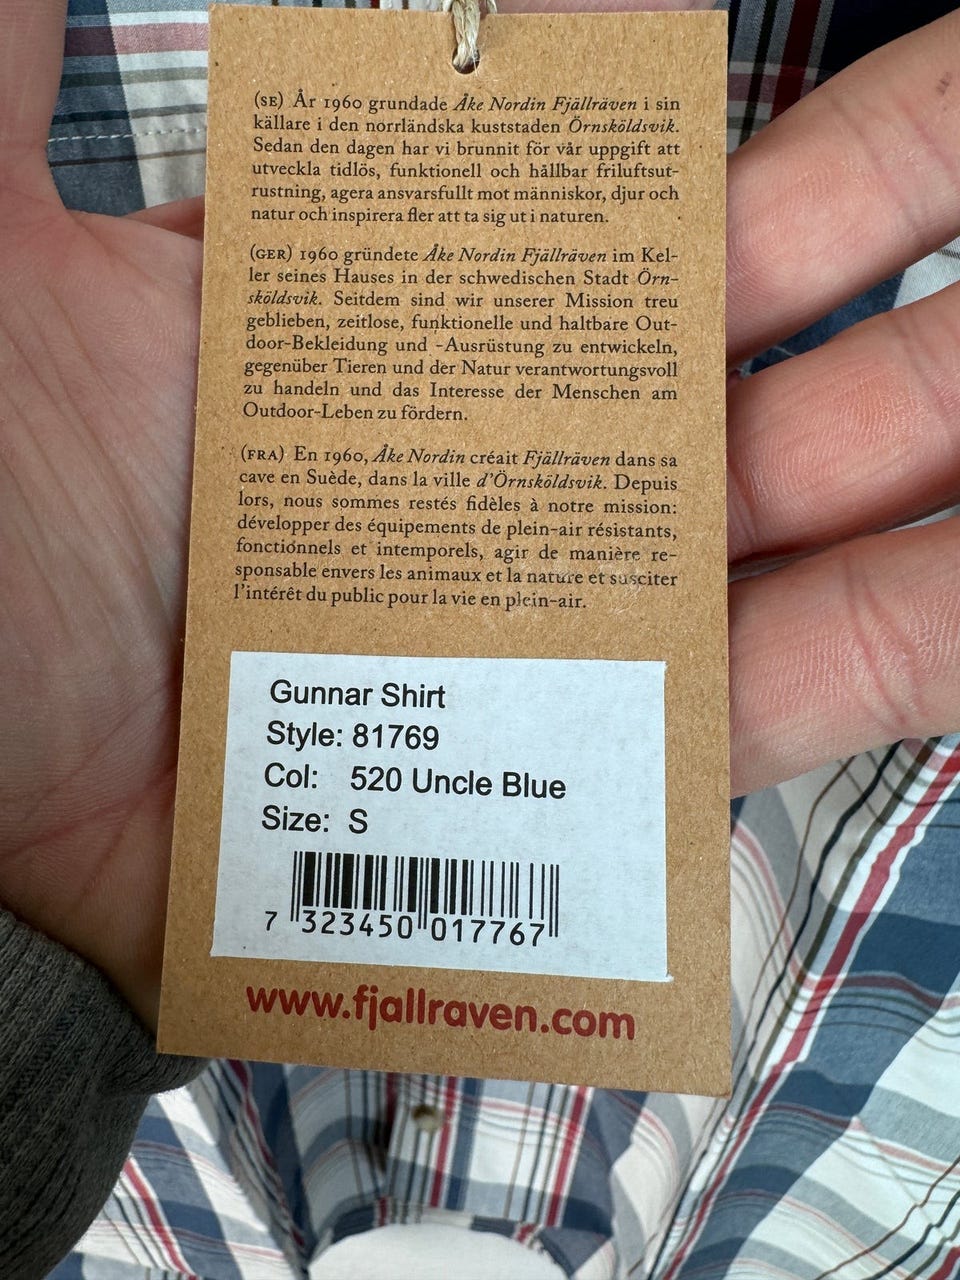 (SE) År 1960 grundade Åke Nordin Fjällräven i sin
källare i den norrländska kuststaden Örnsköldsvik.
Sedan den dagen har vi brunnit för vår uppgift att
utveckla tidlös, funktionell och hållbar friluftsut-
rustning, agera ansvarsfullt mot människor, djur och
natur och inspirera fler att ta sig ut i naturen.
(GER) 1960 gründete Åke Nordin Fjällräven im Kel-
ler seines Hauses in der schwedischen Stadt Örn-
sköldsvik. Seitdem sind wir unserer Mission treu
geblieben, zeitlose, funktionelle und haltbare Out-
door-Bekleidung und -Ausrüstung zu entwickeln,
gegenüber Tieren und der Natur verantwortungsvoll
zu handeln und das Interesse der Menschen am
Outdoor-Leben zu fördern.
(FRA) En 1960, Åke Nordin créait Fjällräven dans sa
cave en Suède, dans la ville d'Örnsköldsvik. Depuis
lors, nous sommes restés fidèles à notre mission:
développer des équipements de plein-air résistants,
fonctionnels et intemporels, agir de manière re-
sponsable envers les animaux et la nature et susciter
l'intérêt du public pour la vie en plein-air.
Gunnar Shirt
Style: 81769
Col: 520 Uncle Blue
Size: S
7 323450 017767
www.fjallraven.com